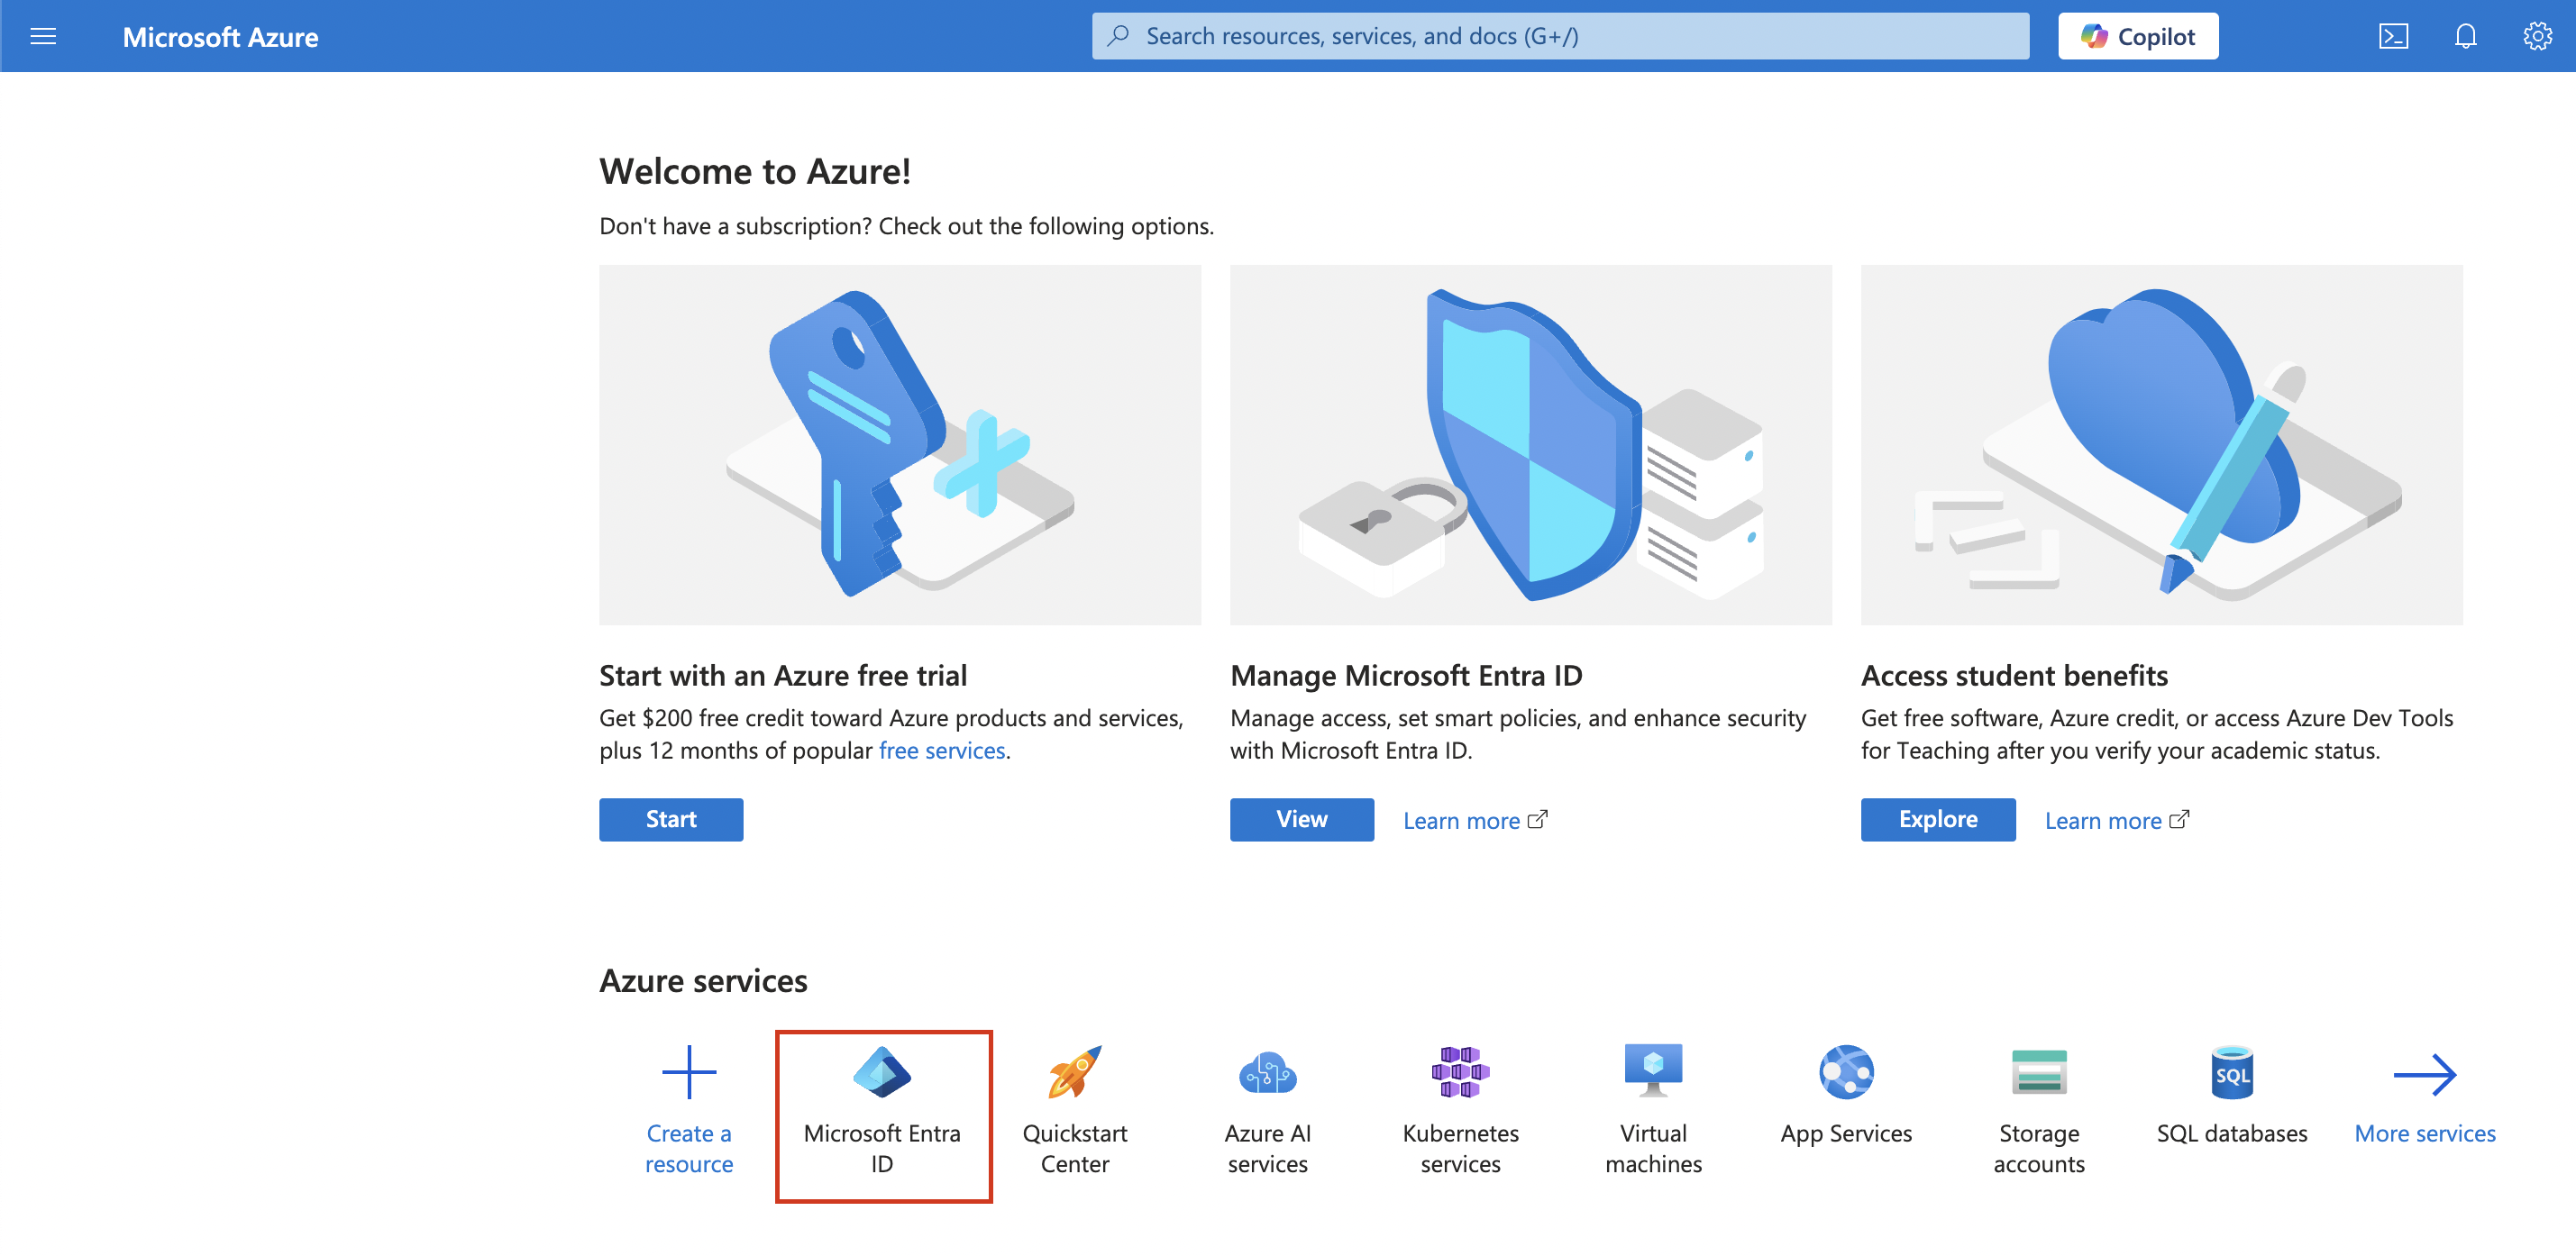 Microsoft Azure
Search resources, services, and docs (G+/)
Copilot
Welcome to Azure!
Don't have a subscription? Check out the following options.
Start with an Azure free trial
Get $200 free credit toward Azure products and services,
plus 12 months of popular free services.
Start
Manage Microsoft Entra ID
Manage access, set smart policies, and enhance security
with Microsoft Entra ID.
View
Learn more
Access student benefits
Get free software, Azure credit, or access Azure Dev Tools
for Teaching after you verify your academic status.
Explore
Learn more
Azure services
Create a
resource
Microsoft Entra
ID
Quickstart
Center
Azure AI
services
Kubernetes
services
Virtual
machines
App Services
Storage
accounts
SQL
SQL databases
More services